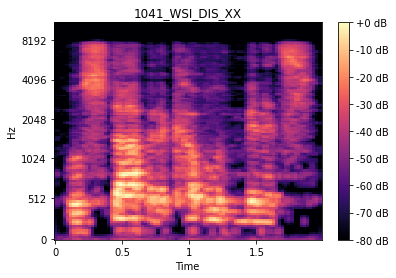 1041_WSI_DIS_XX
+0 dB
8192
-10 dB
4096
-20 dB
-30 dB
2048
Hz
-40 dB
1024
-50 dB
512
-60 dB
-70 dB
0
-80 dB
0
0.5
1
1.5
Time